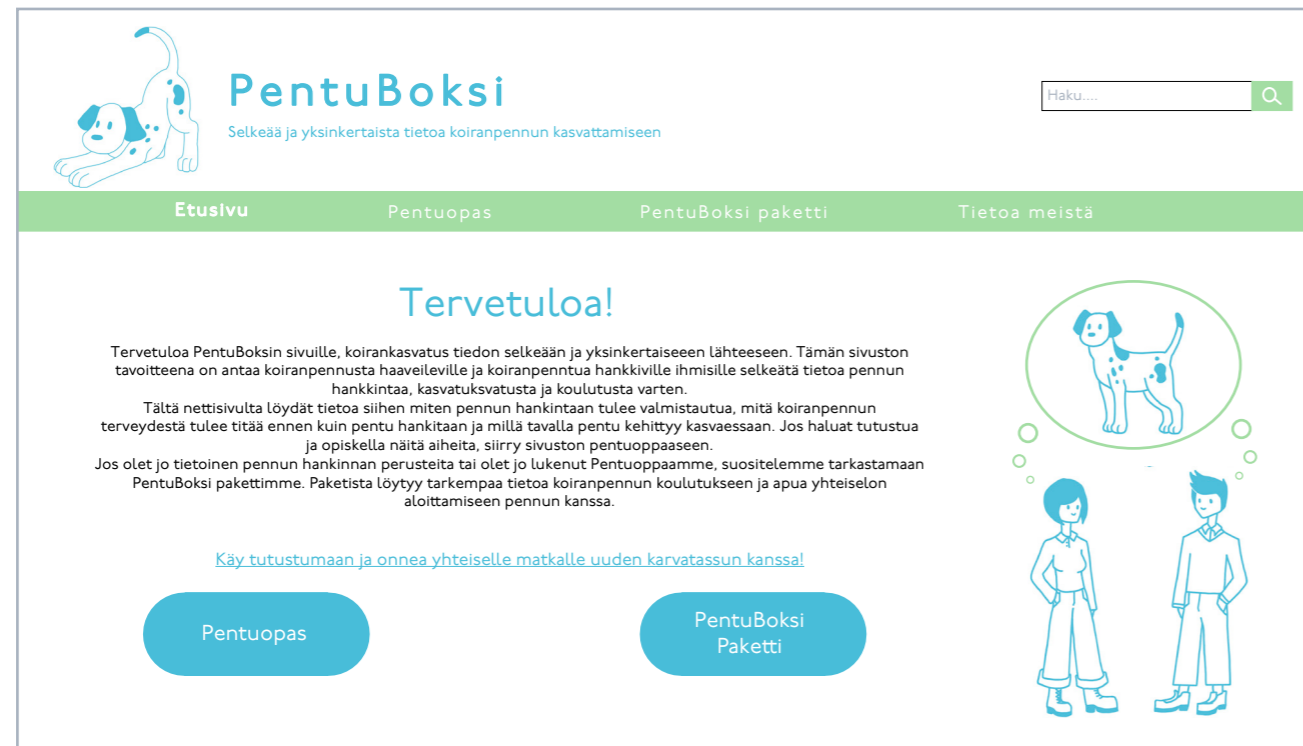 PentuBoksi
Selkeää ja yksinkertaista tietoa koiranpennun kasvattamiseen
Haku....
Etusivu
Pentuopas
PentuBoksi paketti
Tietoa meistä
Tervetuloa!
Tervetuloa PentuBoksin sivuille, koirankasvatus tiedon selkeään ja yksinkertaiseeen lähteeseen. Tämän sivuston
tavoitteena on antaa koiranpennusta haaveileville ja koiranpenntua hankkiville ihmisille selkeätä tietoa pennun
hankkintaa, kasvatuksvatusta ja koulutusta varten.
Tältä nettisivulta löydät tietoa siihen miten pennun hankintaan tulee valmistautua, mitä koiranpennun
terveydestä tulee titää ennen kuin pentu hankitaan ja millä tavalla pentu kehittyy kasvaessaan. Jos haluat tutustua
ja opiskella näitä aiheita, siirry sivuston pentuoppaaseen.
Jos olet jo tietoinen pennun hankinnan perusteita tai olet jo lukenut Pentuoppaamme, suositelemme tarkastamaan
PentuBoksi pakettimme. Paketista löytyy tarkempaa tietoa koiranpennun koulutukseen ja apua yhteiselon
aloittamiseen pennun kanssa.
Käy tutustumaan ja onnea yhteiselle matkalle uuden karvatassun kanssa!
Pentuopas
PentuBoksi
Paketti